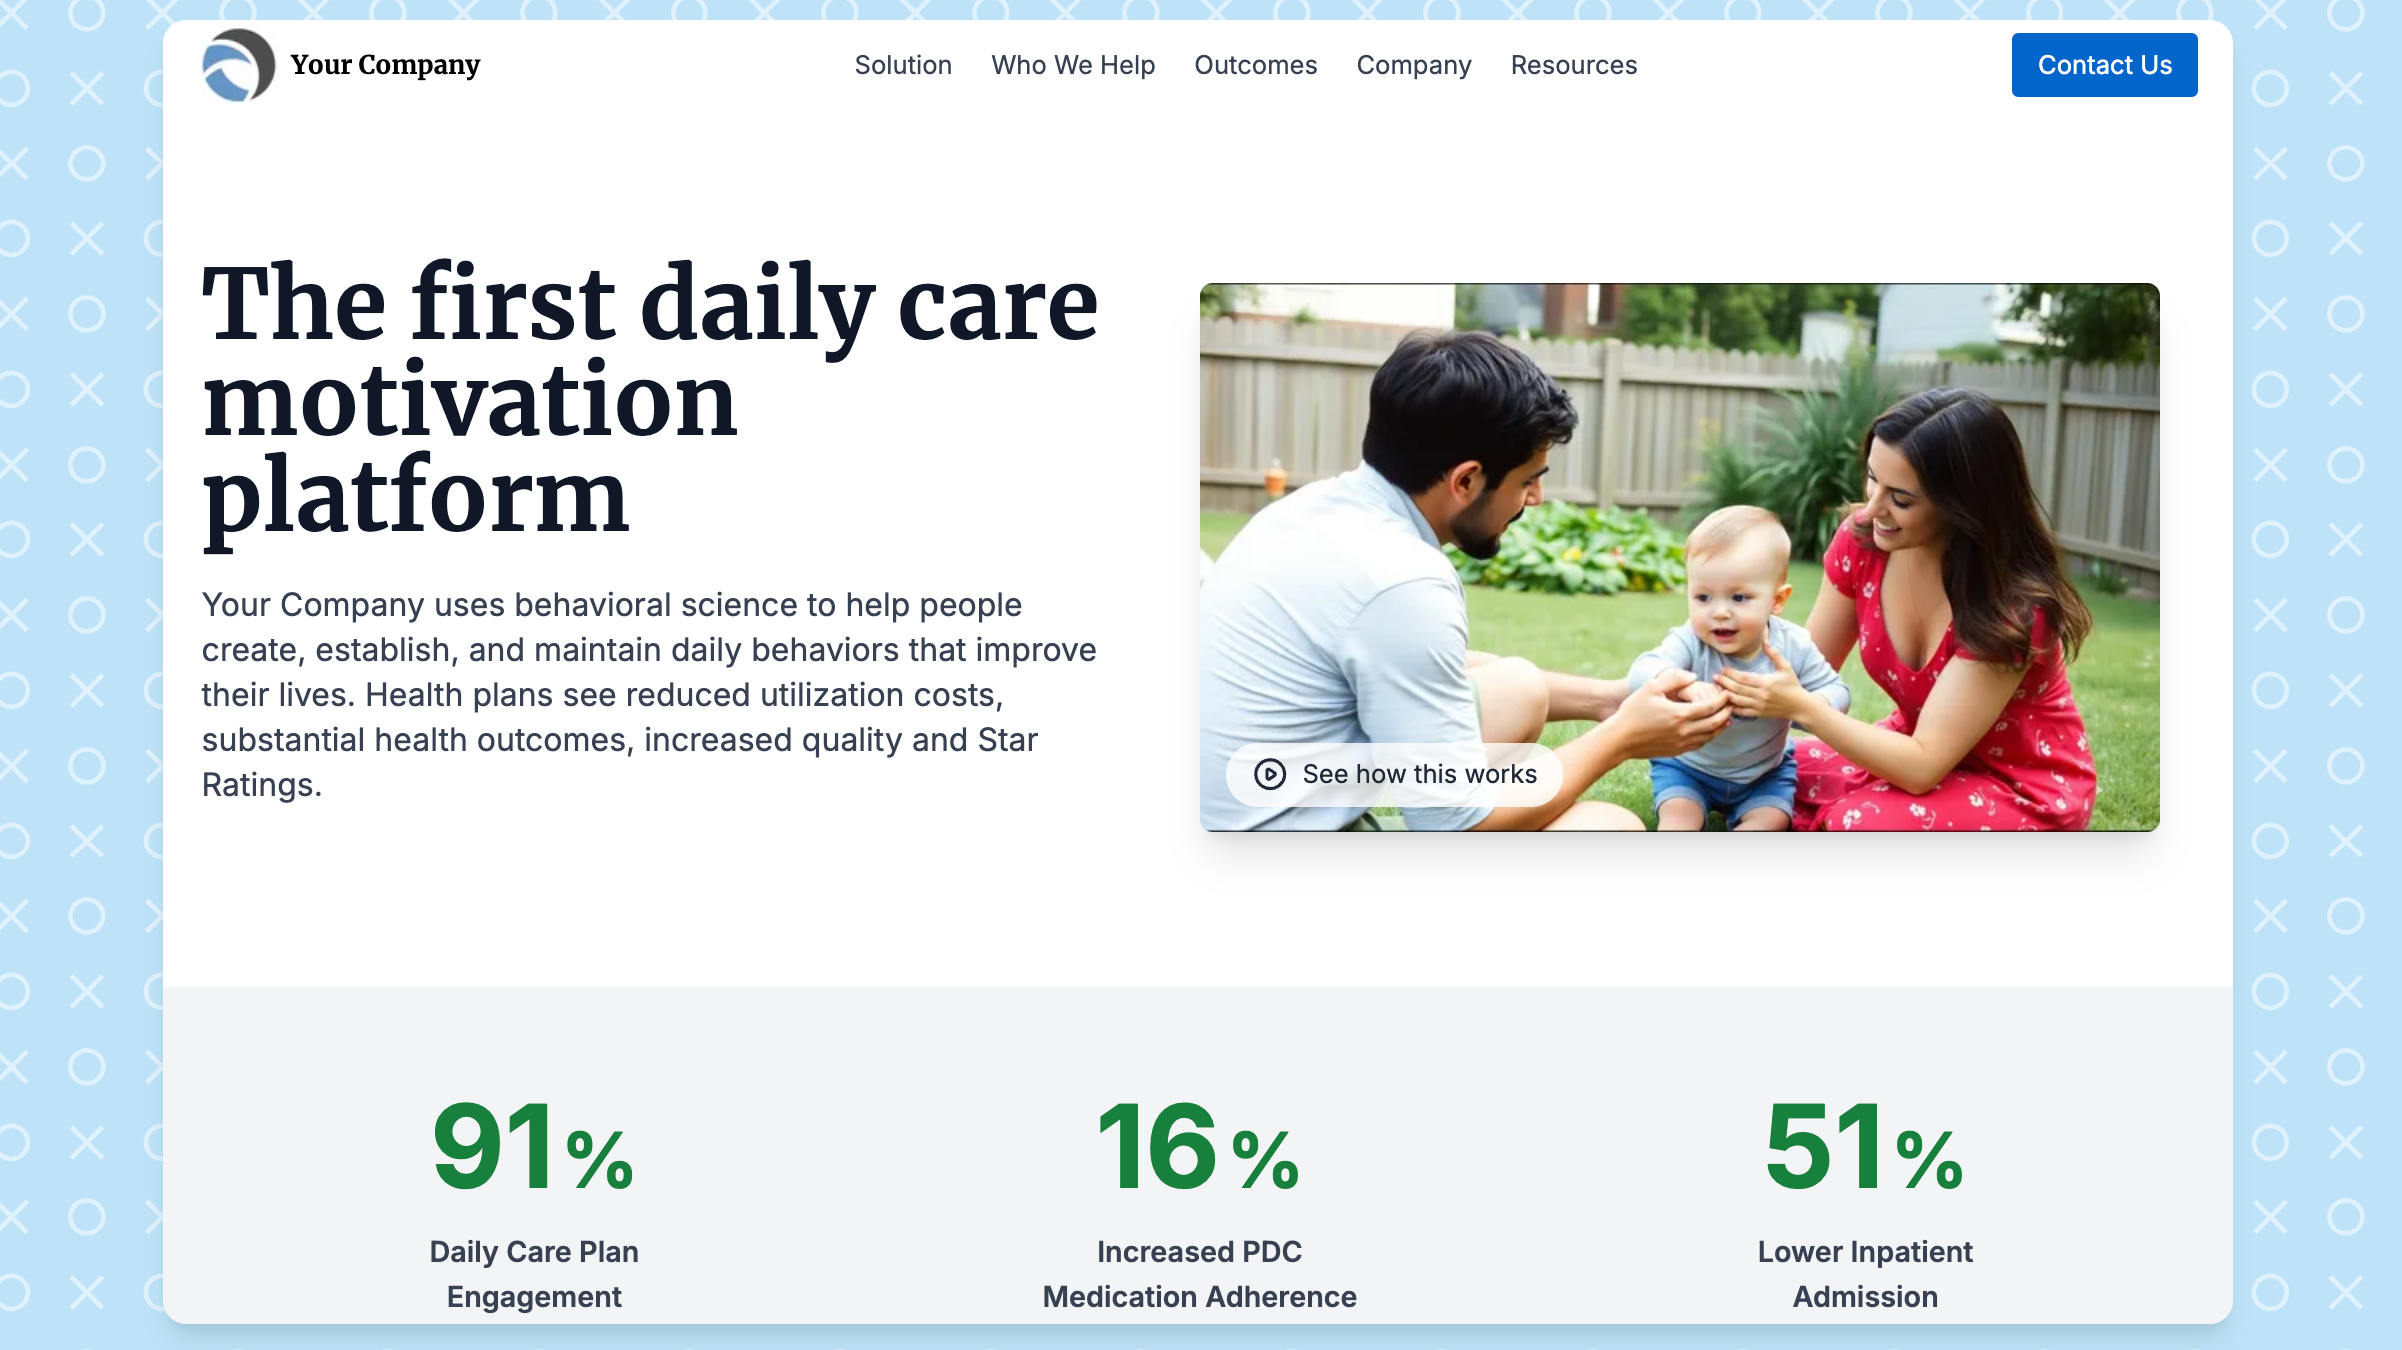 Your Company
Solution
Who We Help
Outcomes
Company
Resources
Contact Us
The first daily care
motivation
platform
Your Company uses behavioral science to help people
create, establish, and maintain daily behaviors that improve
their lives. Health plans see reduced utilization costs,
substantial health outcomes, increased quality and Star
Ratings.
See how this works
91%
Daily Care Plan
Engagement
16%
Increased PDC
Medication Adherence
51%
Lower Inpatient
Admission